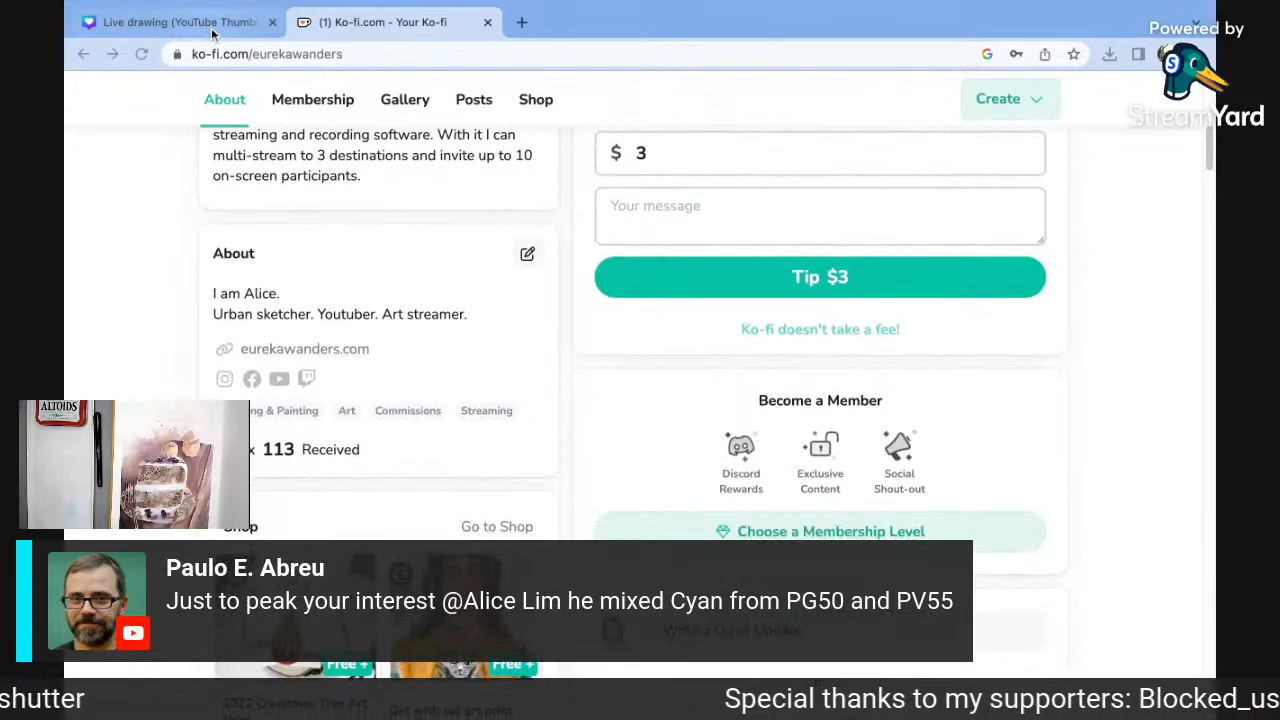 Live drawing (YouTube Thumb
(1) Ko-fi.com - Your Ko-fi
ko-fi.com/eurekawanders
Powered by
StreamYard
About
Membership
Gallery
Posts
Shop
Create
streaming and recording software. With it I can
multi-stream to 3 destinations and invite up to 10
on-screen participants.
$ 3
Your message
Tip $3
Ko-fi doesn't take a fee!
About
I am Alice.
Urban sketcher. Youtuber. Art streamer.
eurekawanders.com
& Painting
Art
Commissions
Streaming
x 113 Received
Become a Member
Discord
Rewards
Exclusive
Content
Social
Shout-out
Choose a Membership Level
ALTOIDS
Shop
Go to Shop
Paulo E. Abreu
Just to peak your interest @Alice Lim he mixed Cyan from PG50 and PV55
Write a Quick Update
Free +
Free +
shutter
Special thanks to my supporters: Blocked_us